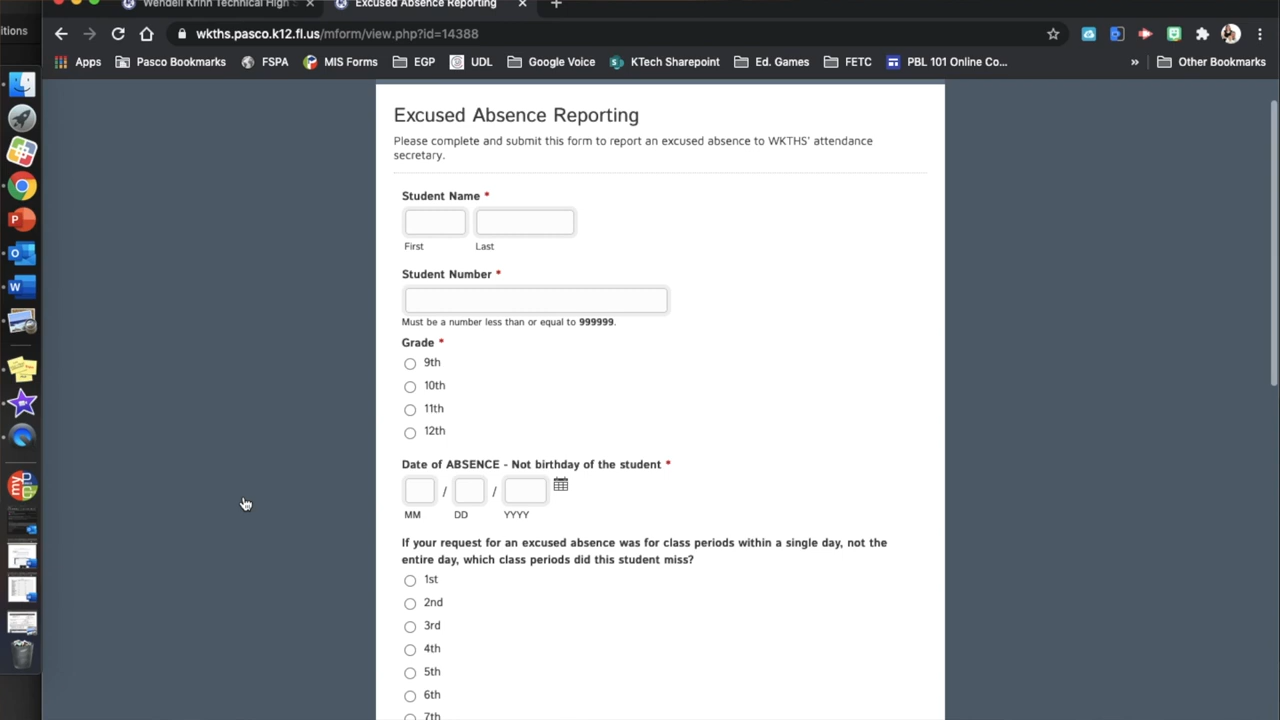 Wendell Krinn Technical High
Excused Absence Reporting
itions
wkths.pasco.k12.fl.us/mform/view.php?id=14388
Apps
Pasco Bookmarks
FSPA
MIS Forms
EGP
UDL
Google Voice
KTech Sharepoint
Ed. Games
FETC
PBL 101 Online Co...
»
Other Bookmarks
Excused Absence Reporting
Please complete and submit this form to report an excused absence to WKTHS' attendance
secretary.
Student Name *
First Last
Student Number *
Must be a number less than or equal to 999999.
Grade *
9th
10th
11th
12th
Date of ABSENCE - Not birthday of the student *
/ /
MM DD YYYY
If your request for an excused absence was for class periods within a single day, not the
entire day, which class periods did this student miss?
1st
2nd
3rd
4th
5th
6th
7th